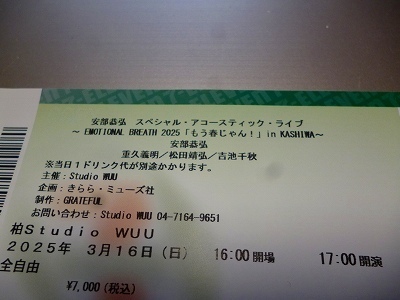 安部恭弘 スペシャル・アコースティック・ライブ
～ EMOTIONAL BREATH 2025「もう春じゃん！」in KASHIWA～
安部恭弘
重久義明／松田靖弘／吉池千秋
※当日１ドリンク代が別途かかります。
主催：Studio WUU
企画：きらら・ミューズ社
制作：GRATEFUL
お問い合わせ：Studio WUU 04-7164-9651
柏Studio WUU
2025年 3月16日（日） 16:00開場 17:00開演
全自由
¥7,000(税込)